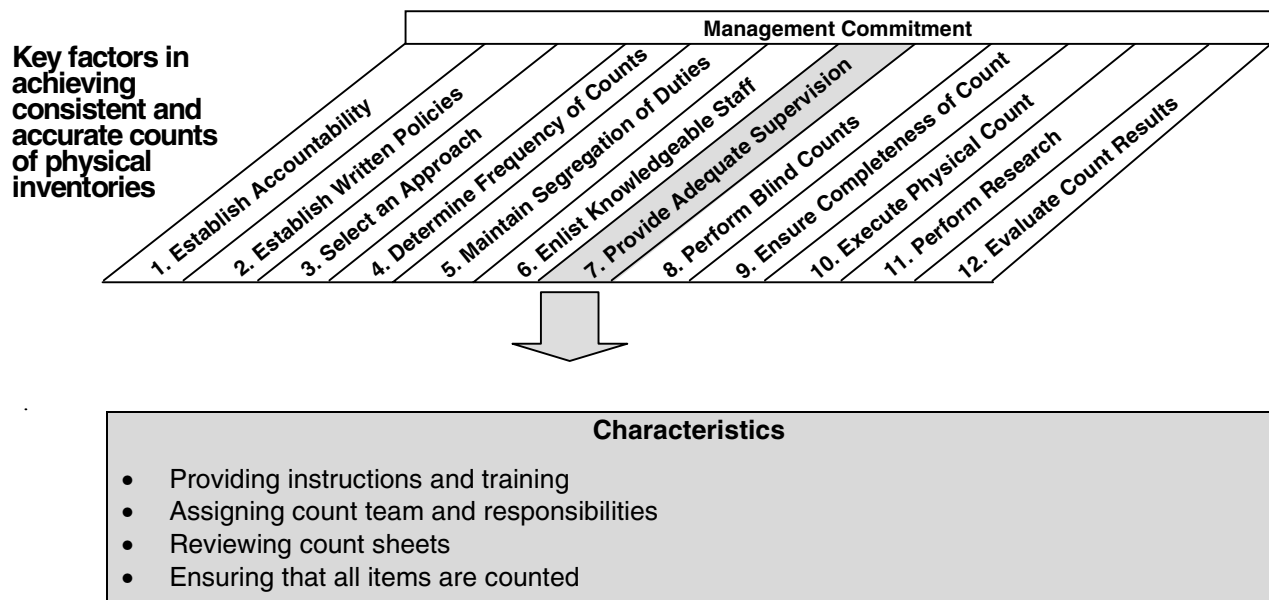 Management Commitment
Key factors in
achieving
consistent and
accurate counts
of physical
inventories
1. Establish Accountability
2. Establish Written Policies
3. Select an Approach
4. Determine Frequency of Counts
5. Maintain Segregation of Duties
6. Enlist Knowledgeable Staff
7. Provide Adequate Supervision
8. Perform Blind Counts
9. Ensure Completeness of Count
10. Execute Physical Count
11. Perform Research
12. Evaluate Count Results
Characteristics
• Providing instructions and training
• Assigning count team and responsibilities
• Reviewing count sheets
• Ensuring that all items are counted